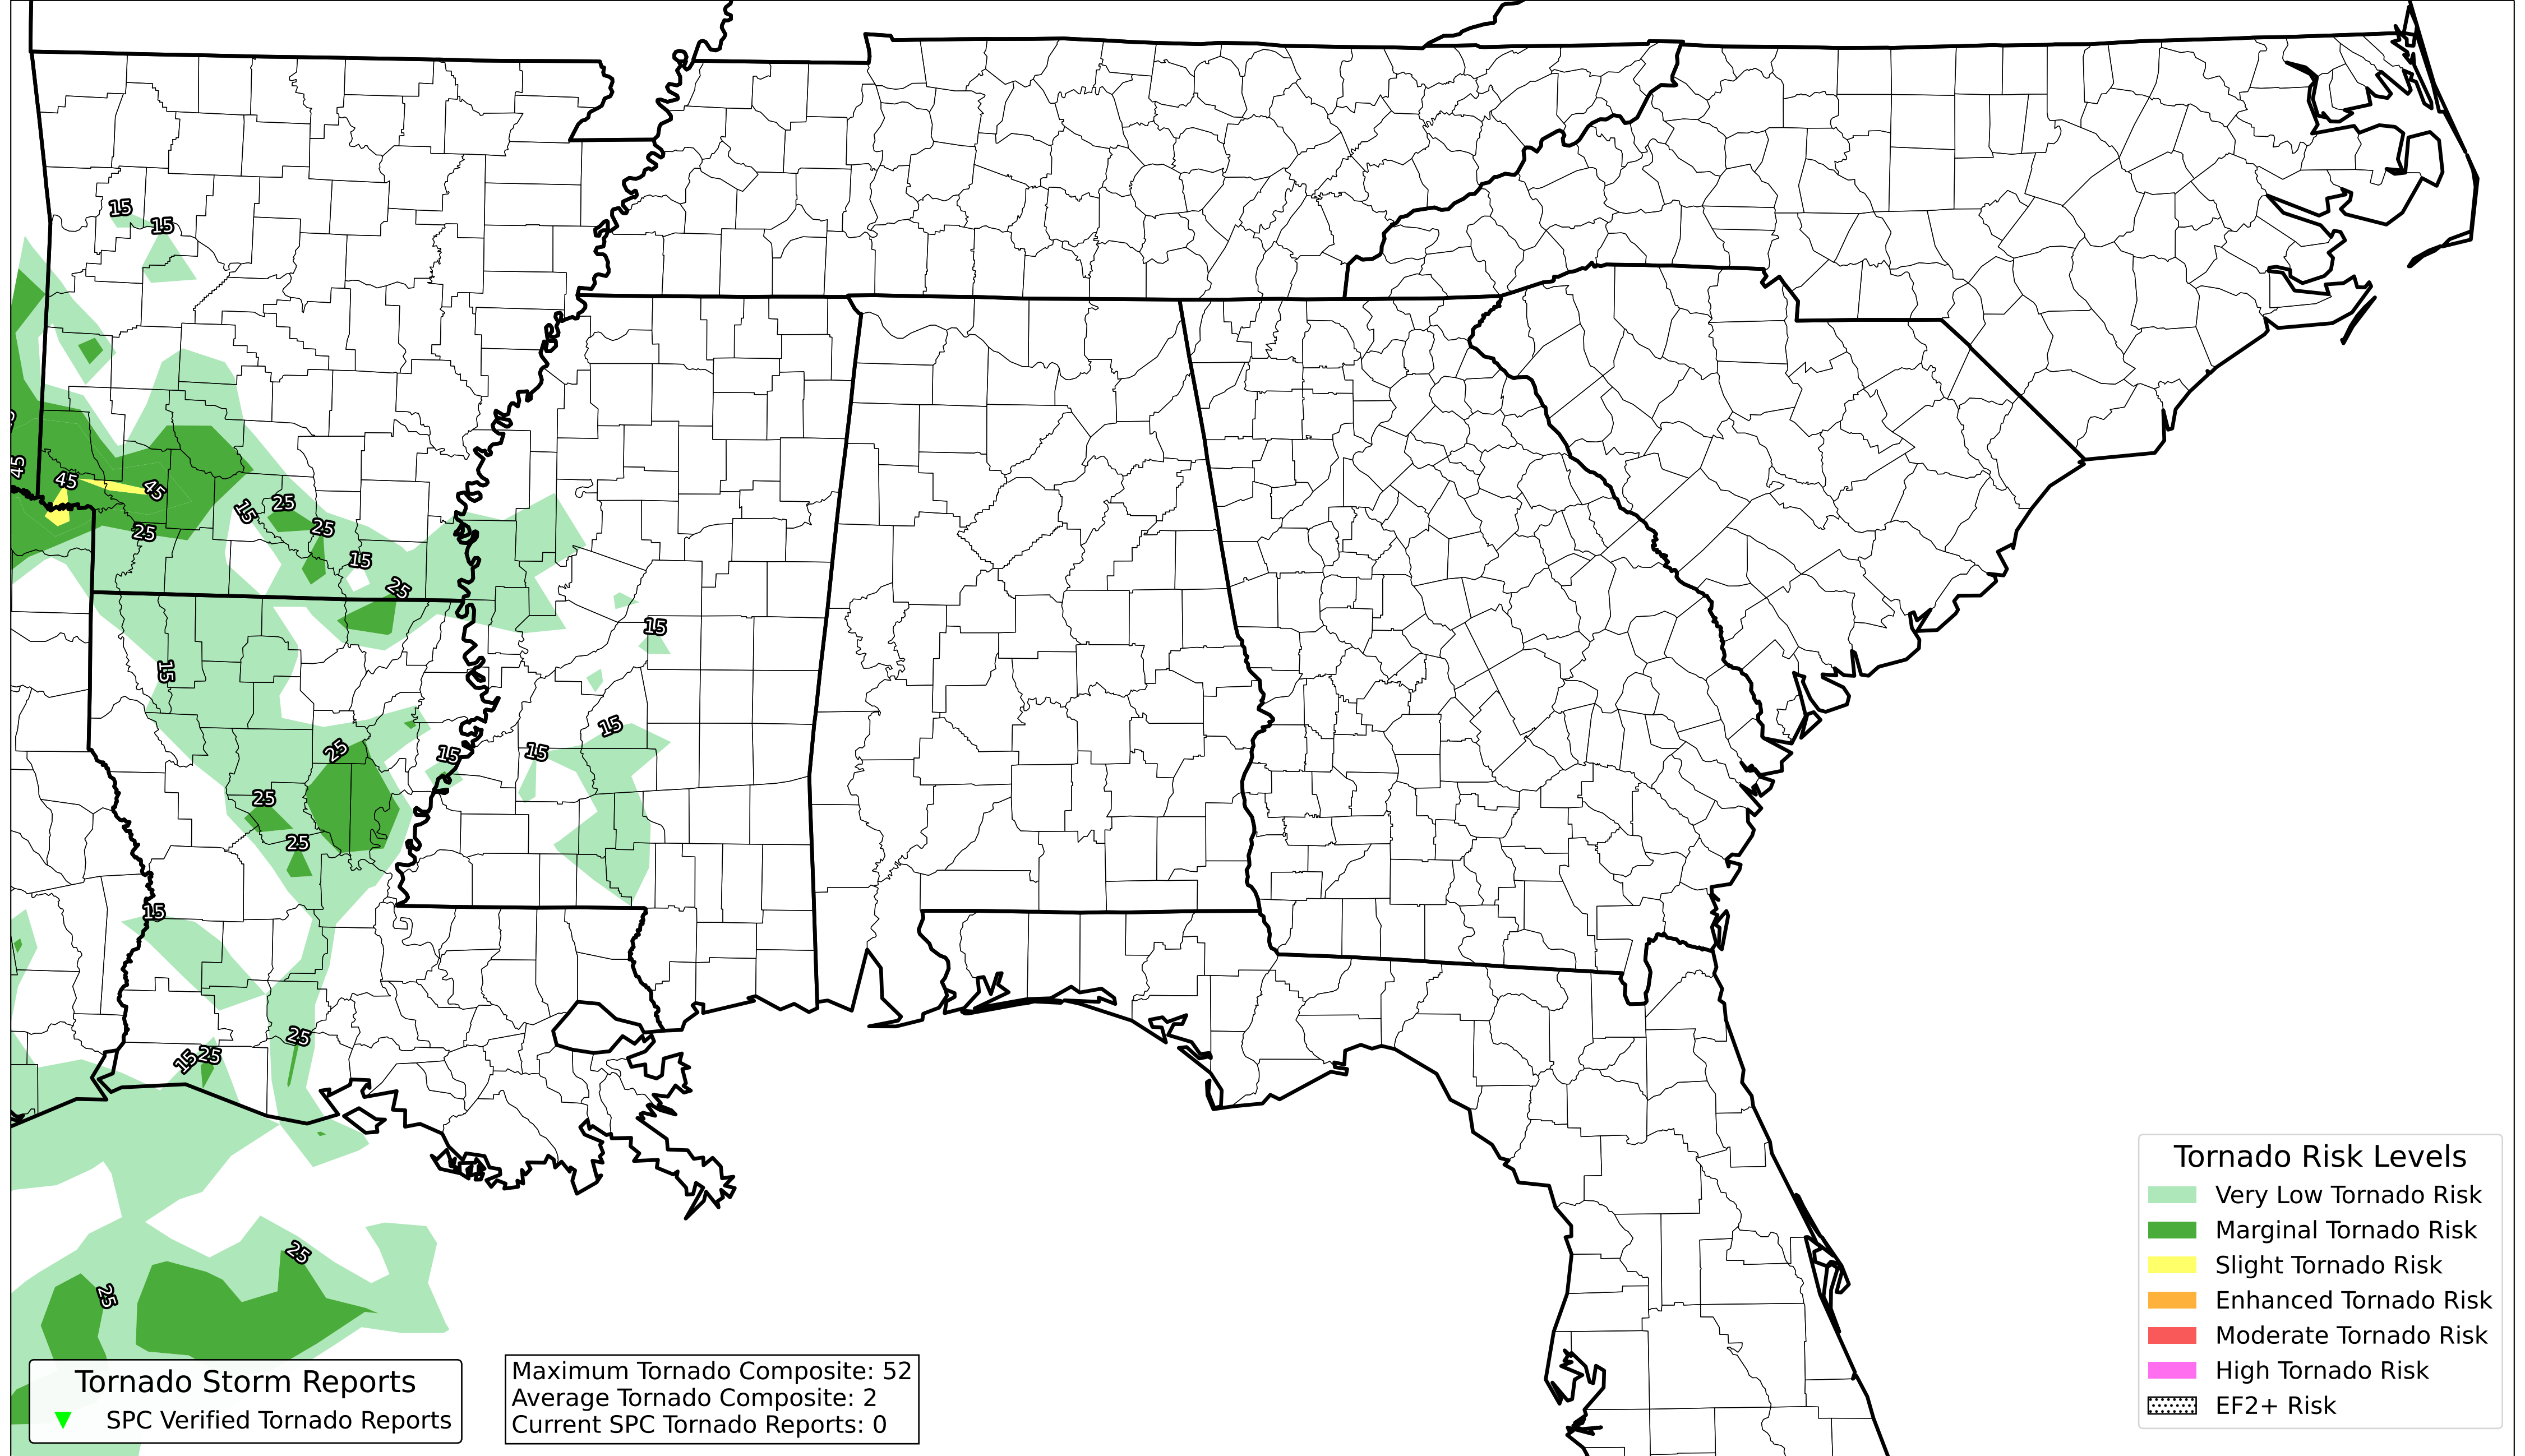 15
15
45
45
45
25
15
25
25
15
25
15
15
15
15
15
25
25
25
15
25
15
25
25
25
Tornado Risk Levels
Very Low Tornado Risk
Marginal Tornado Risk
Slight Tornado Risk
Enhanced Tornado Risk
Moderate Tornado Risk
High Tornado Risk
EF2+ Risk
Tornado Storm Reports
SPC Verified Tornado Reports
Maximum Tornado Composite: 52
Average Tornado Composite: 2
Current SPC Tornado Reports: 0